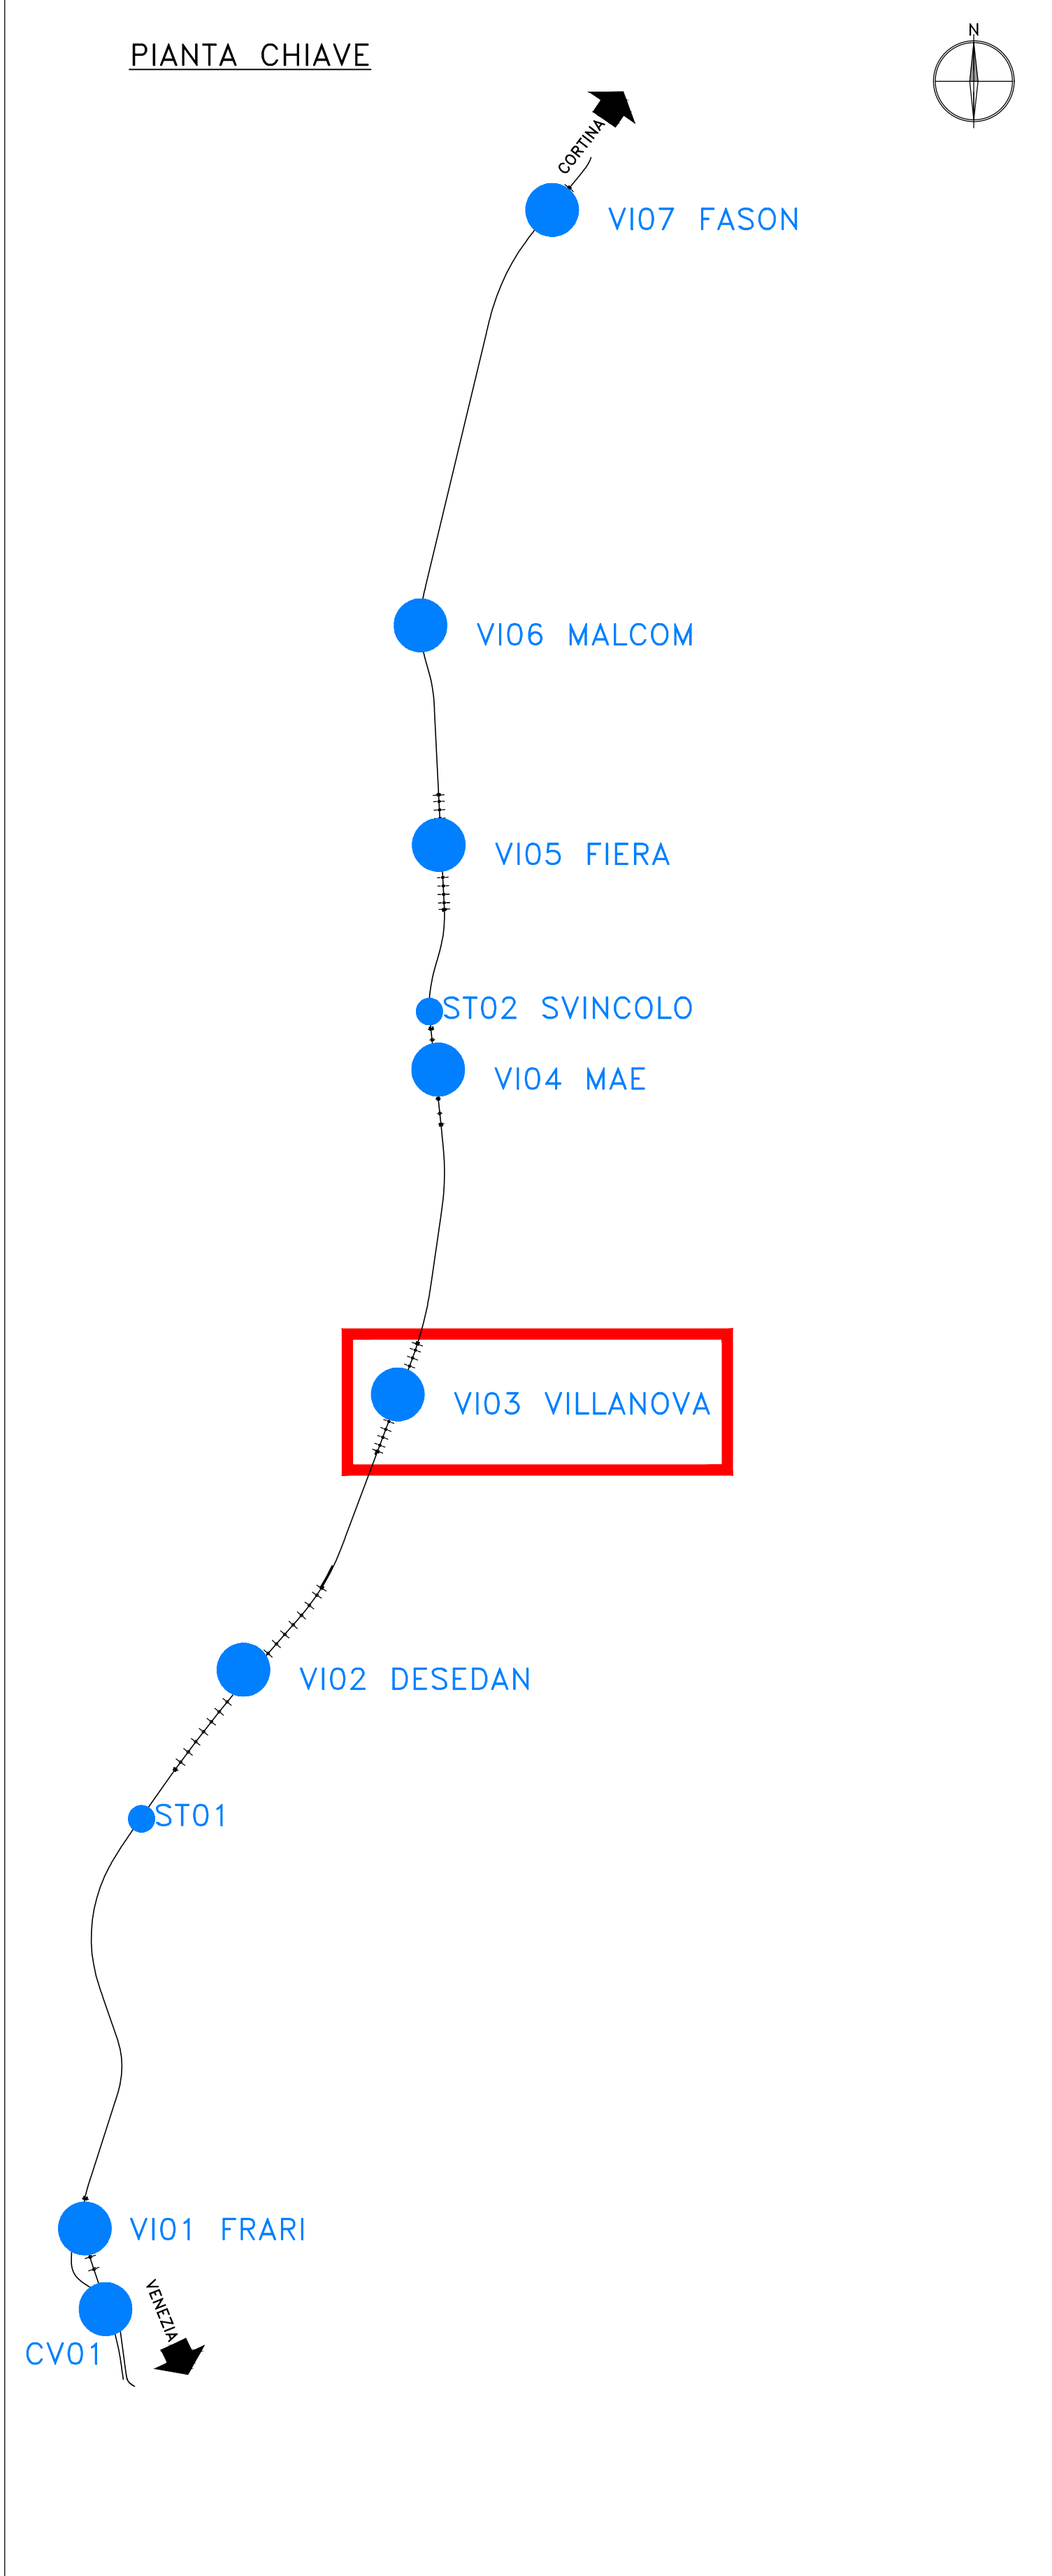 PIANTA CHIAVE
N
CORTINA
VI07 FASON
VI06 MALCOM
VI05 FIERA
ST02 SVINCOLO
VI04 MAE
VI03 VILLANOVA
VI02 DESEDAN
ST01
VI01 FRARI
VENEZIA
CV01